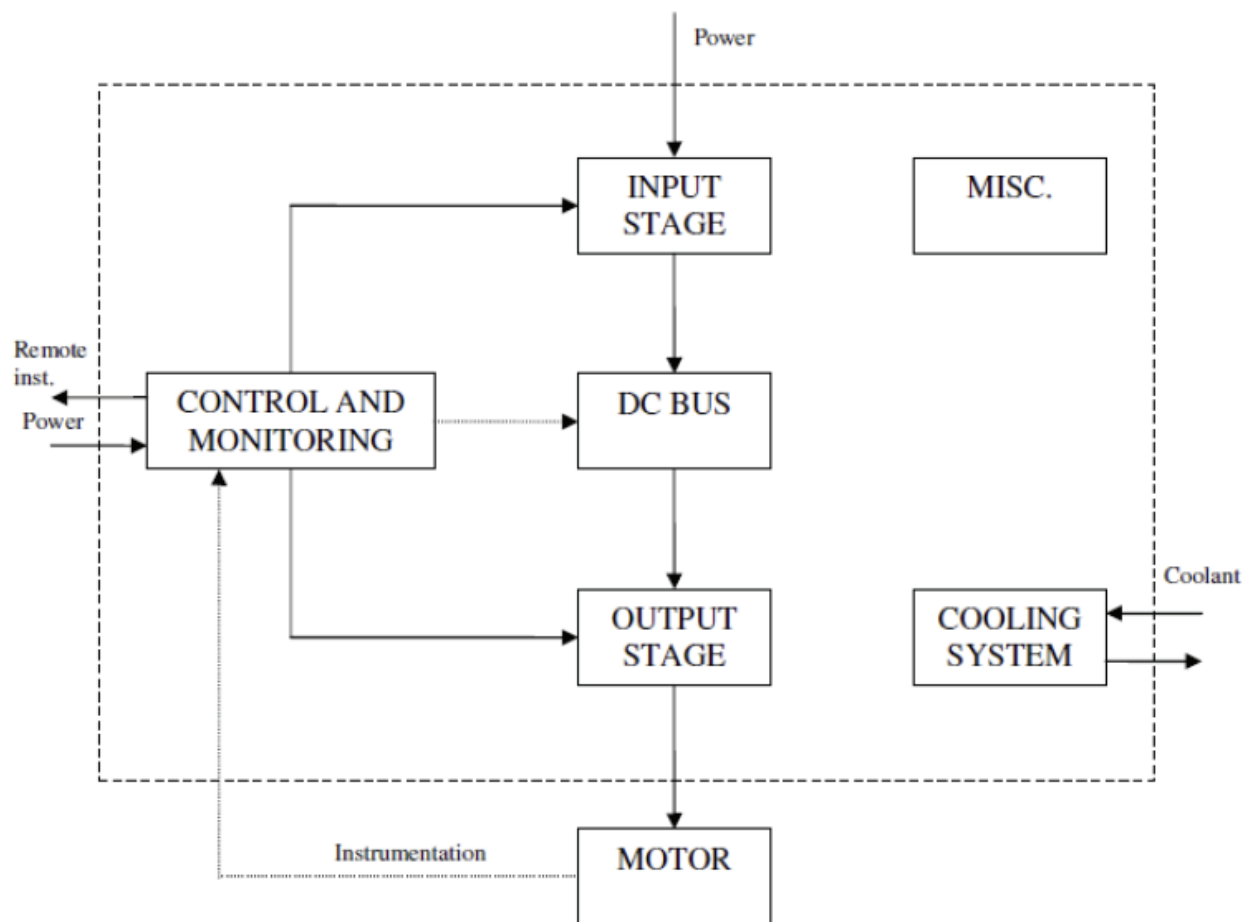 Power
INPUT
STAGE
MISC.
Remote
inst.
Power
CONTROL AND
MONITORING
DC BUS
OUTPUT
STAGE
COOLING
SYSTEM
Coolant
Instrumentation
MOTOR